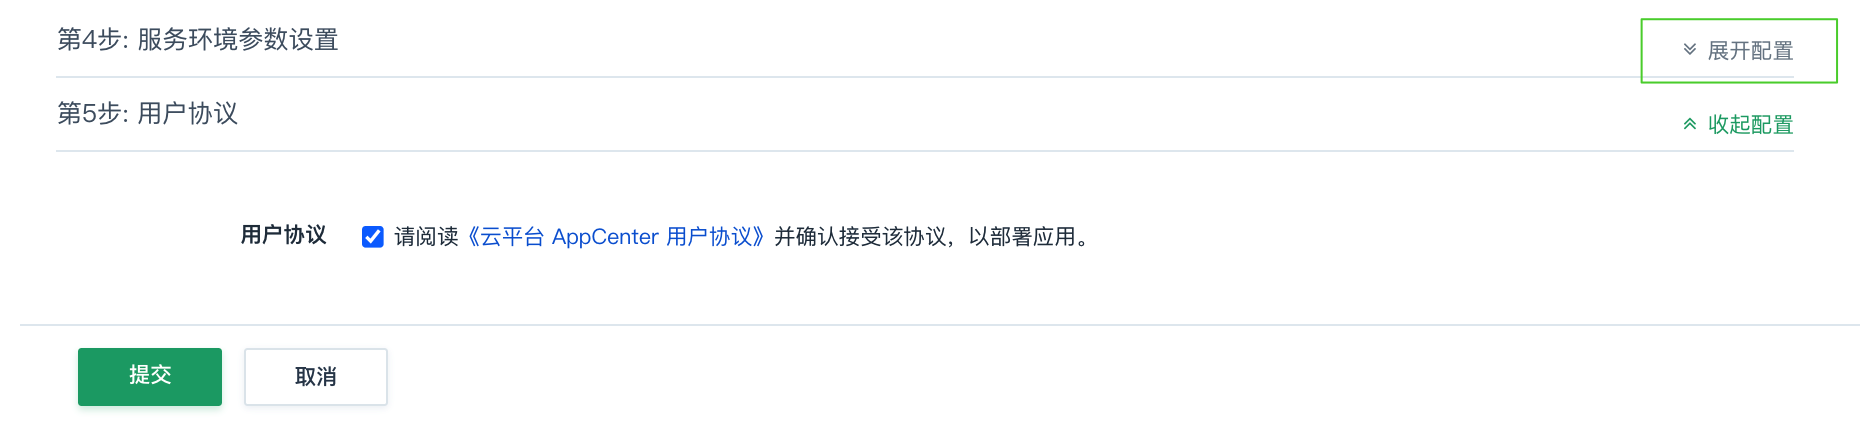 第4步: 服务环境参数设置
展开配置
第5步: 用户协议
收起配置
用户协议 请阅读《云平台 AppCenter 用户协议》并确认接受该协议，以部署应用。
提交 取消